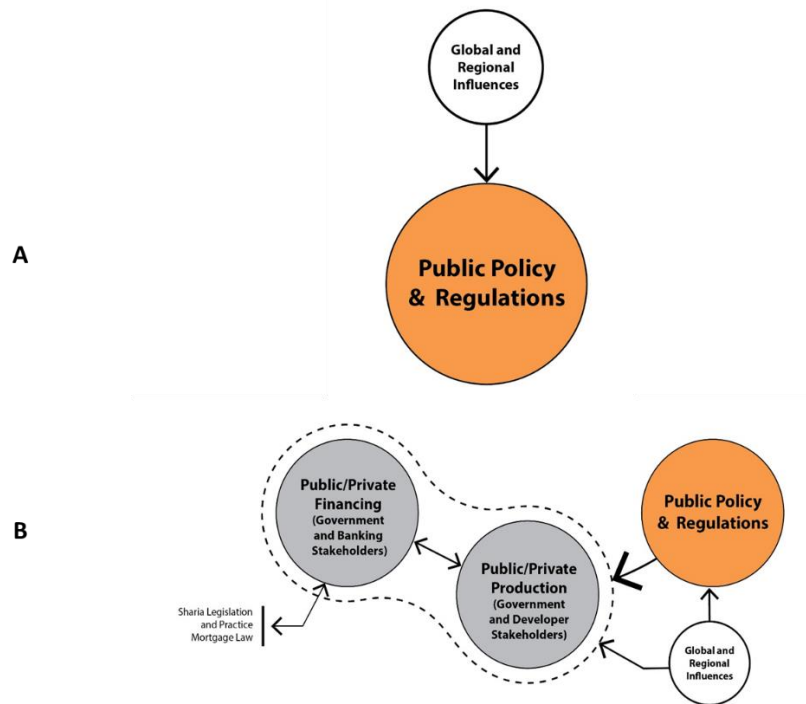 Global and
Regional
Influences
A
Public Policy
& Regulations
B
Public/Private
Financing
(Government
and Banking
Stakeholders)
Public/Private
Production
(Government
and Developer
Stakeholders)
Public Policy
& Regulations
Sharia Legislation
and Practice
Mortgage Law
Global and
Regional
Influences